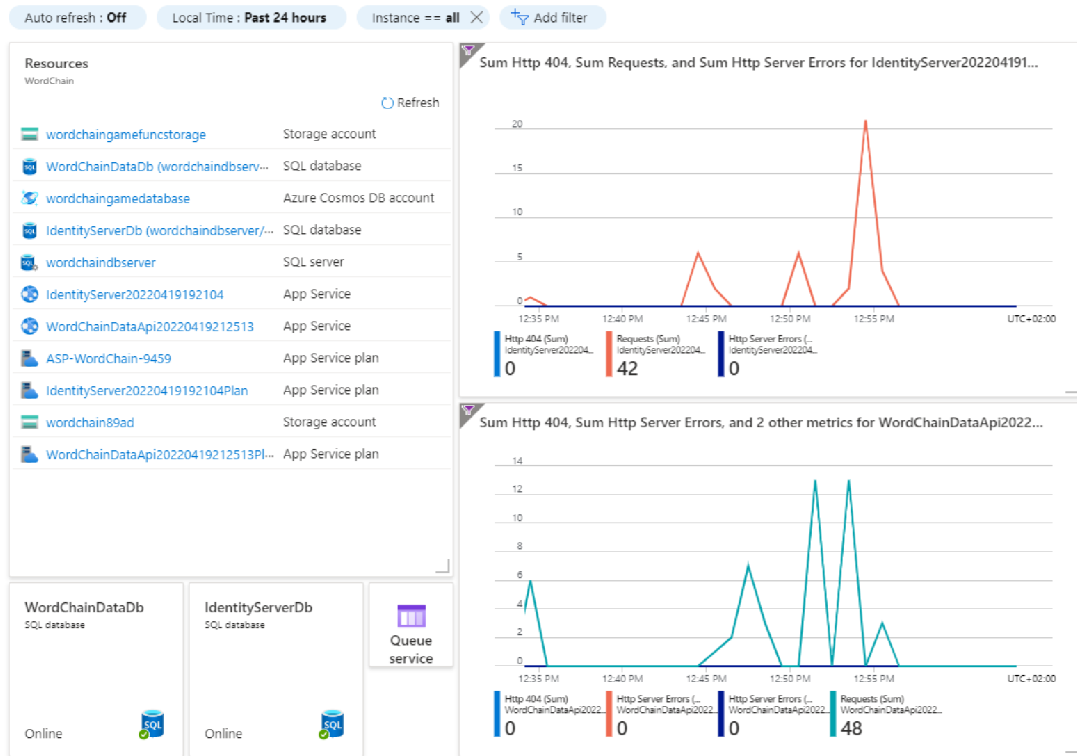 Auto refresh : Off
Local Time : Past 24 hours
Instance == all
Add filter
Resources
WordChain
Refresh
wordchaingamefuncstorage Storage account
WordChainDataDb (wordchaindbserv... SQL database
wordchaingamedatabase Azure Cosmos DB account
IdentityServerDb (wordchaindbserver/... SQL database
wordchaindbserver SQL server
IdentityServer20220419192104 App Service
WordChainDataApi20220419212513 App Service
ASP-WordChain-9459 App Service plan
IdentityServer20220419192104Plan App Service plan
wordchain89ad Storage account
WordChainDataApi20220419212513Pl... App Service plan
WordChainDataDb
SQL database
SQL
Online
IdentityServerDb
SQL database
SQL
Online
Queue
service
Sum Http 404, Sum Requests, and Sum Http Server Errors for IdentityServer202204191...
20
15
10
5
0
12:35 PM 12:40 PM 12:45 PM 12:50 PM 12:55 PM UTC+02:00
Http 404 (Sum)
IdentityServer202204...
0
Requests (Sum)
IdentityServer202204...
42
Http Server Errors (...
IdentityServer202204...
0
Sum Http 404, Sum Http Server Errors, and 2 other metrics for WordChainDataApi2022...
14
12
10
8
6
4
2
0
12:35 PM 12:40 PM 12:45 PM 12:50 PM 12:55 PM UTC+02:00
Http 404 (Sum)
WordChainDataApi2022...
0
Http Server Errors (...
WordChainDataApi2022...
0
Http Server Errors (...
WordChainDataApi2022...
0
Requests (Sum)
WordChainDataApi2022...
48